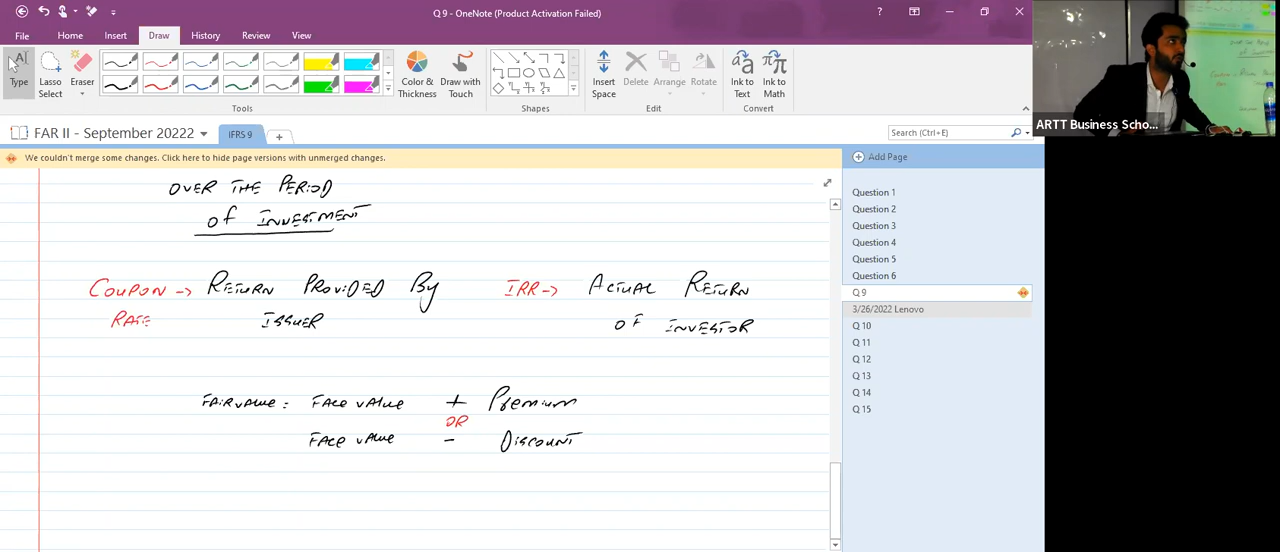 Q 9 - OneNote (Product Activation Failed)
File Home Insert Draw History Review View
Type
Lasso Select
Eraser
Color & Thickness
Draw with Touch
Insert Space
Delete
Arrange
Rotate
Ink to Text
Ink to Math
Tools Shapes Edit Convert
ARTT Business Scho...
FAR II - September 20222
IFRS 9
Search (Ctrl+E)
We couldn't merge some changes. Click here to hide page versions with unmerged changes.
Add Page
Question 1
Question 2
Question 3
Question 4
Question 5
Question 6
Q 9
3/26/2022 Lenovo
Q 10
Q 11
Q 12
Q 13
Q 14
Q 15
OVER THE PERIOD
OF INVESTMENT
COUPON -> RETURN PROVIDED BY IRR -> ACTUAL RETURN
RATE ISSUER OF INVESTOR
FAIR VALUE = FACE VALUE + PREMIUM
OR
FACE VALUE - DISCOUNT